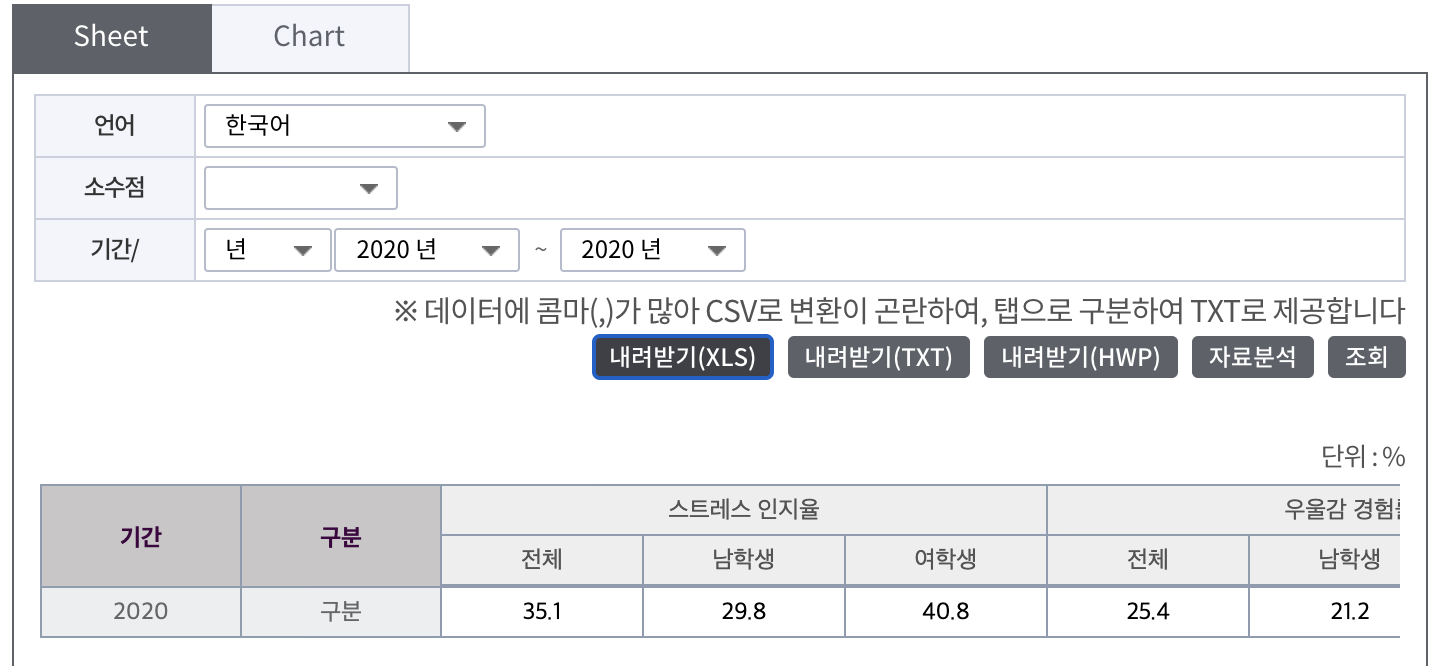 Sheet Chart
언어 한국어
소수점
기간/ 년 2020 년 ~ 2020 년
※ 데이터에 콤마(,)가 많아 CSV로 변환이 곤란하여, 탭으로 구분하여 TXT로 제공합니다
내려받기(XLS) 내려받기(TXT) 내려받기(HWP) 자료분석 조회
단위 : %
기간 구분 스트레스 인지율 우울감 경험
전체 남학생 여학생 전체 남학생
2020 구분 35.1 29.8 40.8 25.4 21.2